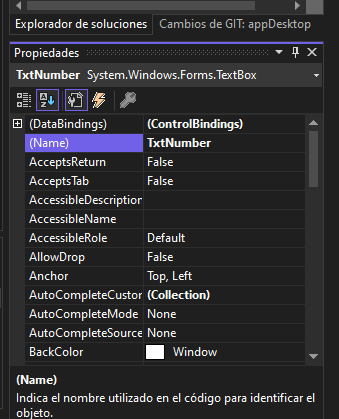 Explorador de soluciones Cambios de GIT: appDesktop
Propiedades
TxtNumber System.Windows.Forms.TextBox
(DataBindings) (ControlBindings)
(Name) TxtNumber
AcceptsReturn False
AcceptsTab False
AccessibleDescription
AccessibleName
AccessibleRole Default
AllowDrop False
Anchor Top, Left
AutoCompleteCustom (Collection)
AutoCompleteMode None
AutoCompleteSource None
BackColor Window
(Name)
Indica el nombre utilizado en el código para identificar el
objeto.